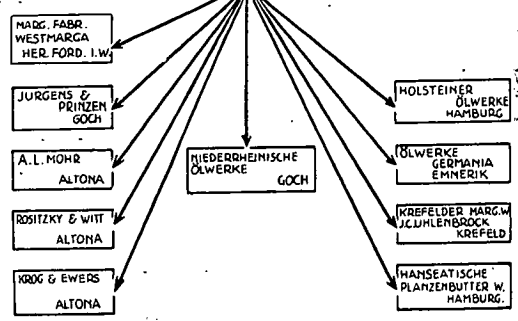 MARG. FABR.
WESTMARGA
HER. FORD. I.W.
JURGENS &
PRINZEN
GOCH
A.L. MOHR
ALTONA
ROSITZKY & WITT
ALTONA
KROG & EWERS
ALTONA
NIEDERRHEINISCHE
ÖLWERKE
GOCH
HOLSTEINER
ÖLWERKE
HAMBURG
ÖLWERKE
GERMANIA
EMNERIK
KREFELDER MARG.W.
J.C.UHLENBROCK
KREFELD
HANSEATISCHE
PLANZENBUTTER W.
HAMBURG.